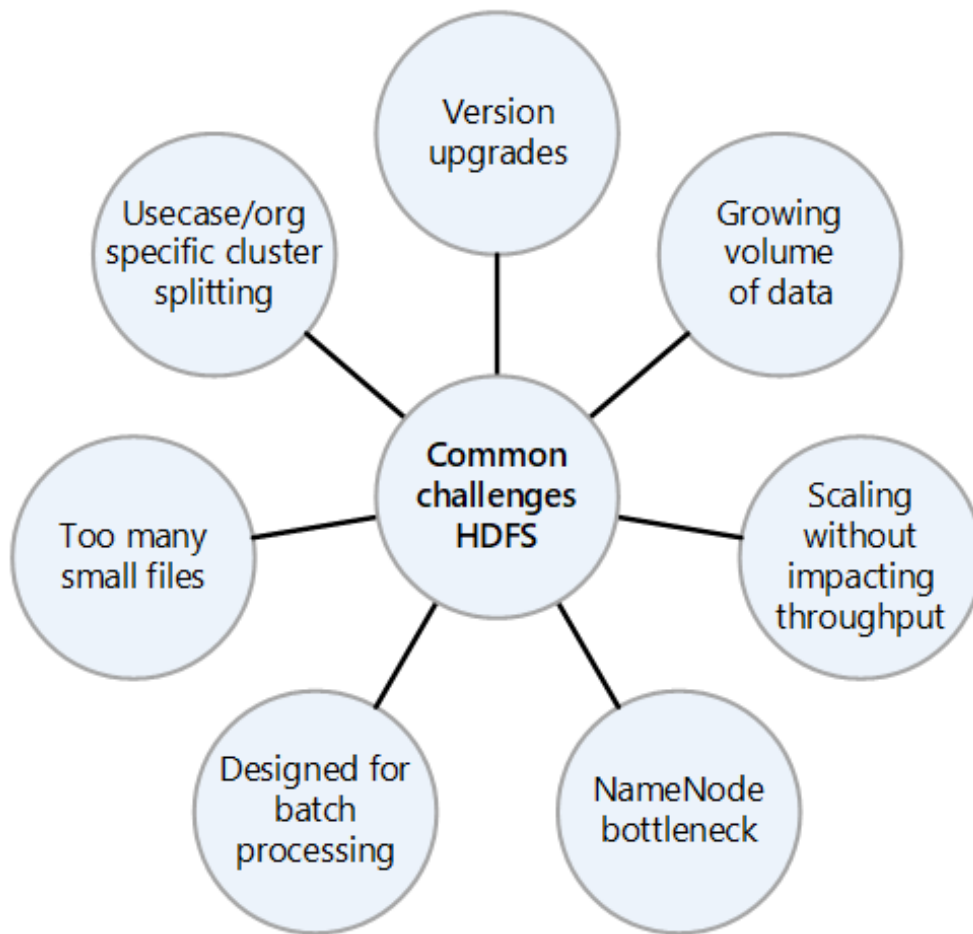 Version
upgrades
Growing
volume
of data
Scaling
without
impacting
throughput
NameNode
bottleneck
Designed for
batch
processing
Too many
small files
Usecase/org
specific cluster
splitting
Common
challenges
HDFS